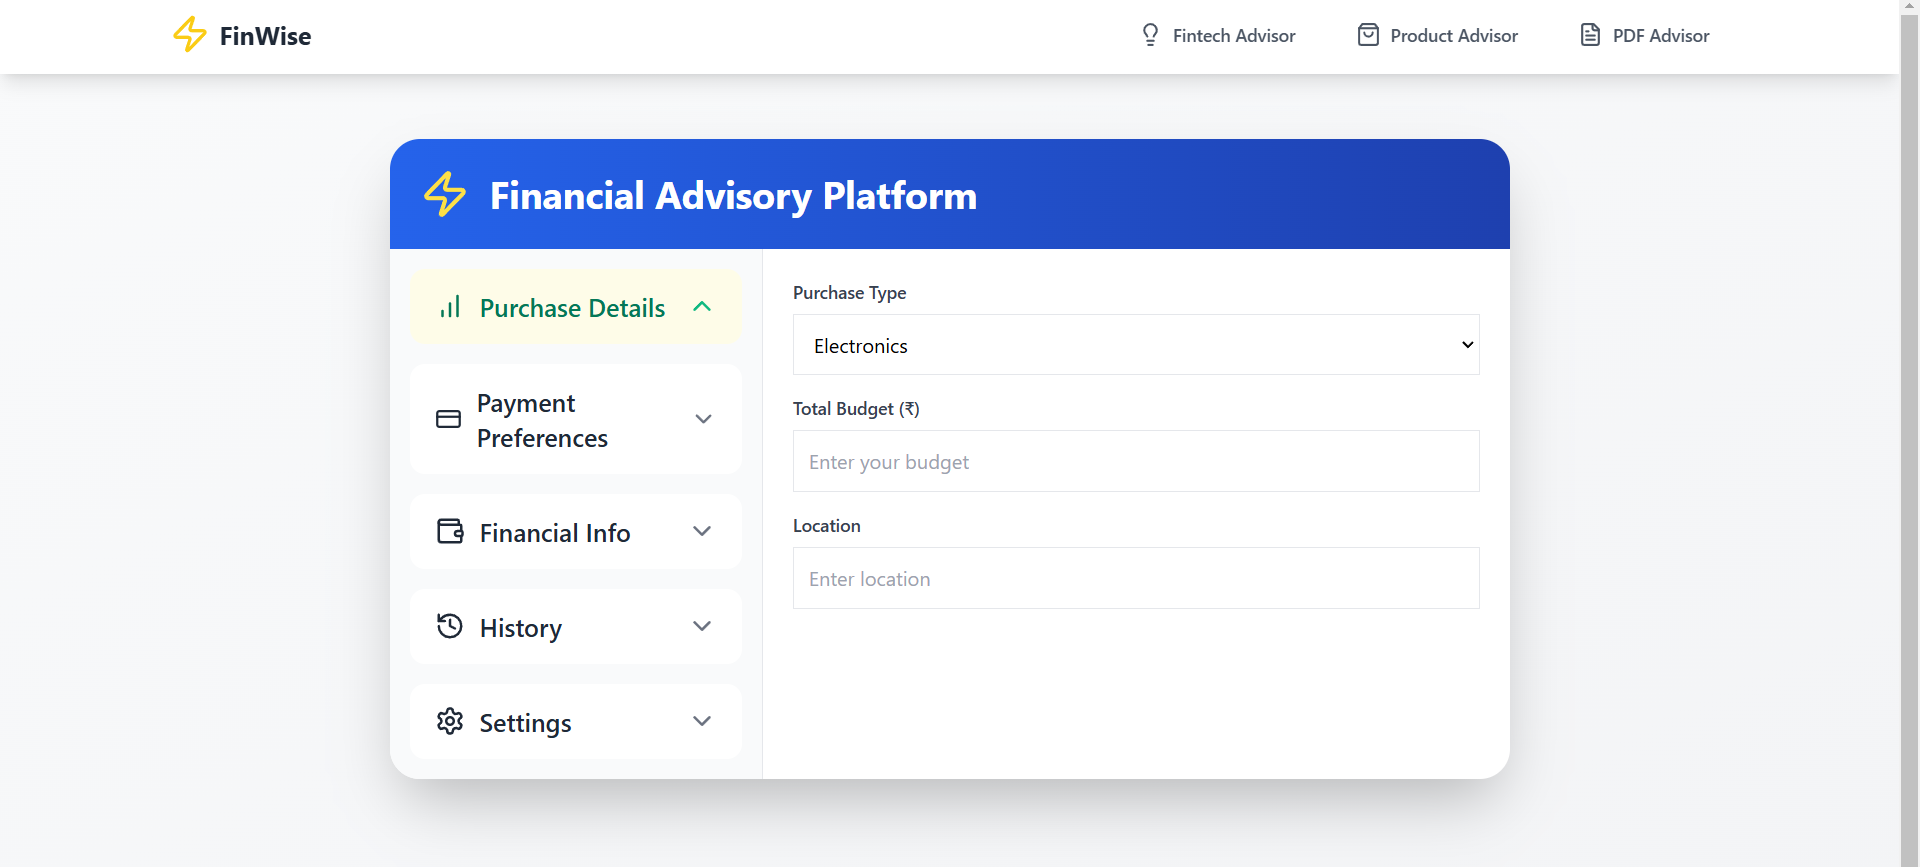 FinWise
Fintech Advisor
Product Advisor
PDF Advisor
Financial Advisory Platform
Purchase Details
Payment
Preferences
Financial Info
History
Settings
Purchase Type
Electronics
Total Budget (₹)
Enter your budget
Location
Enter location